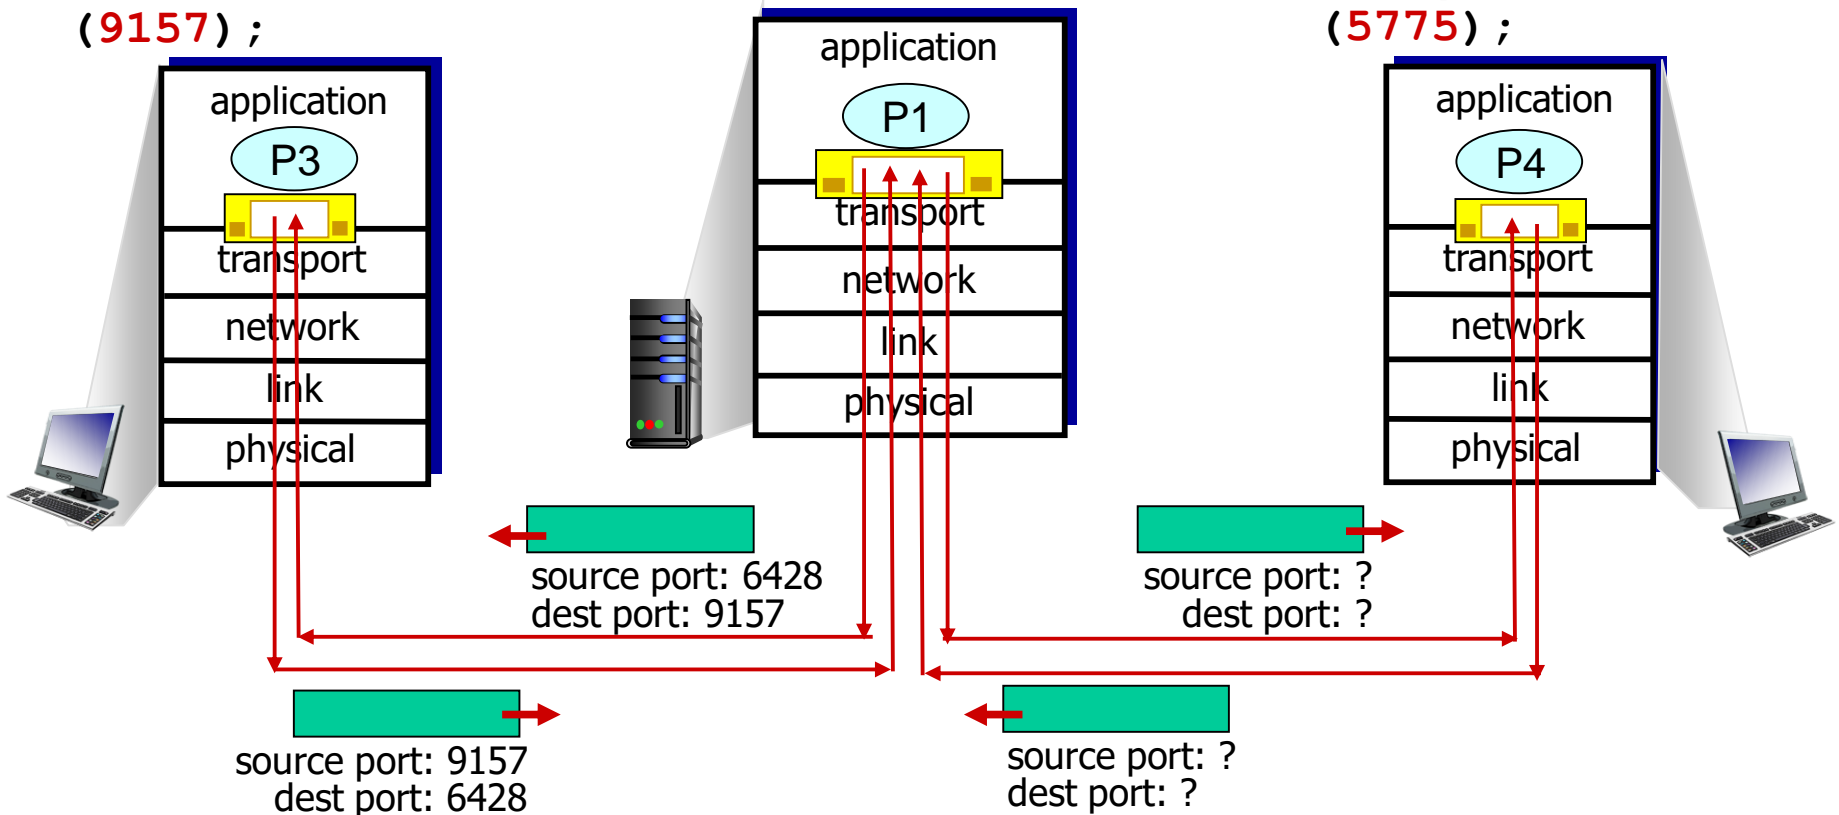 (9157);
application
P3
transport
network
link
physical
application
P1
transport
network
link
physical
(5775);
application
P4
transport
network
link
physical
source port: 6428
dest port: 9157
source port: ?
dest port: ?
source port: 9157
dest port: 6428
source port: ?
dest port: ?